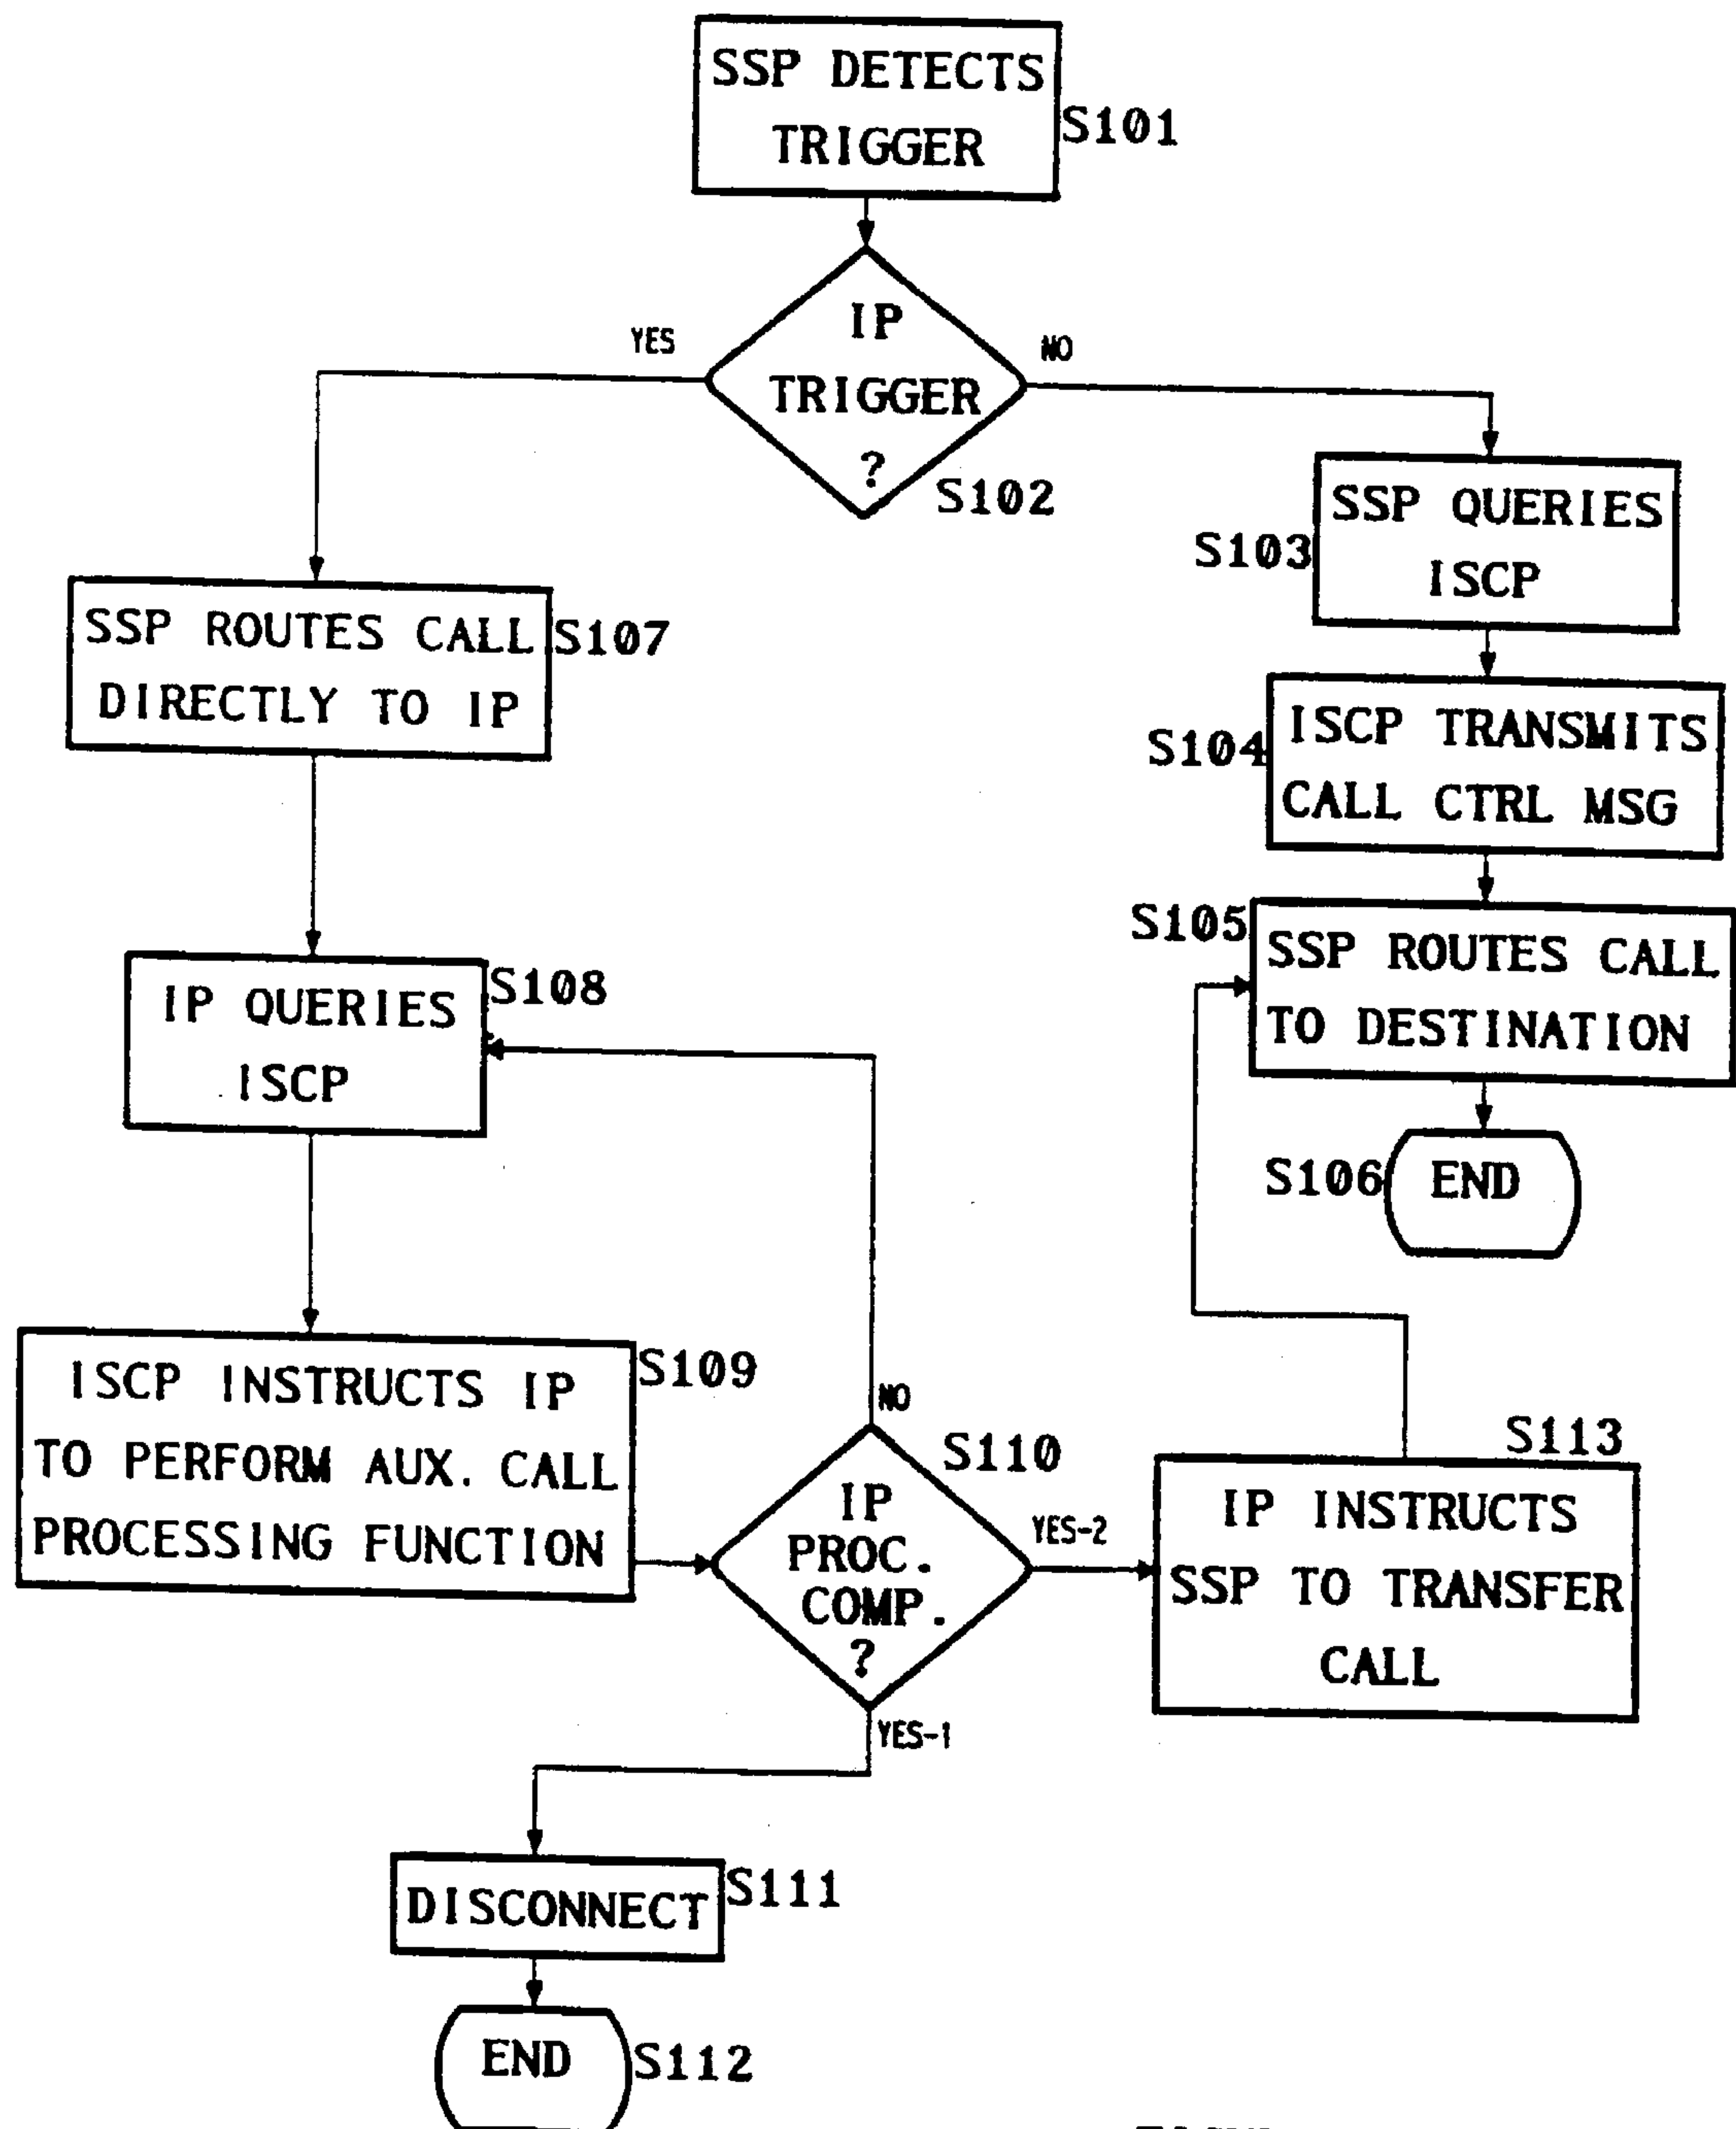 SSP DETECTS
TRIGGER
S101
IP
TRIGGER
?
S102
YES
NO
SSP QUERIES
ISCP
S103
ISCP TRANSMITS
CALL CTRL MSG
S104
SSP ROUTES CALL
TO DESTINATION
S105
END
S106
SSP ROUTES CALL
DIRECTLY TO IP
S107
IP QUERIES
ISCP
S108
ISCP INSTRUCTS IP
TO PERFORM AUX. CALL
PROCESSING FUNCTION
S109
NO
IP
PROC.
COMP.
?
S110
YES-2
YES-1
IP INSTRUCTS
SSP TO TRANSFER
CALL
S113
DISCONNECT
S111
END
S112